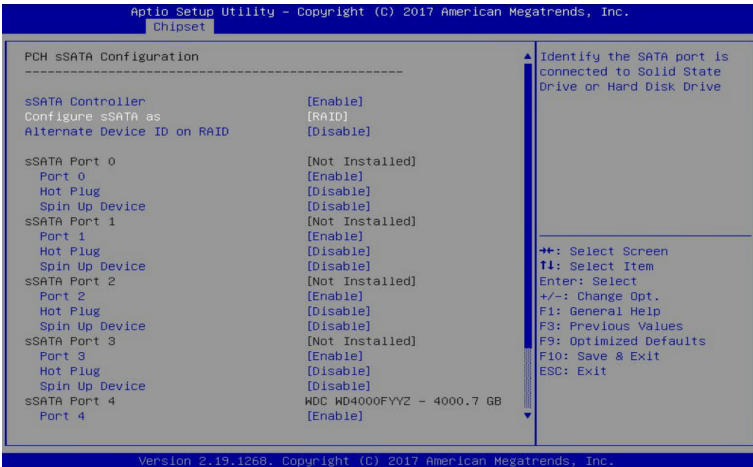 Aptio Setup Utility – Copyright (C) 2017 American Megatrends, Inc.
Chipset
PCH sSATA Configuration
--------------------------------------------------
sSATA Controller [Enable]
Configure sSATA as [RAID]
Alternate Device ID on RAID [Disable]
sSATA Port 0 [Not Installed]
Port 0 [Enable]
Hot Plug [Disable]
Spin Up Device [Disable]
sSATA Port 1 [Not Installed]
Port 1 [Enable]
Hot Plug [Disable]
Spin Up Device [Disable]
sSATA Port 2 [Not Installed]
Port 2 [Enable]
Hot Plug [Disable]
Spin Up Device [Disable]
sSATA Port 3 [Not Installed]
Port 3 [Enable]
Hot Plug [Disable]
Spin Up Device [Disable]
sSATA Port 4 WDC WD4000FYYZ – 4000.7 GB
Port 4 [Enable]
Identify the SATA port is
connected to Solid State
Drive or Hard Disk Drive
→←: Select Screen
↑↓: Select Item
Enter: Select
+/-: Change Opt.
F1: General Help
F3: Previous Values
F9: Optimized Defaults
F10: Save & Exit
ESC: Exit
Version 2.19.1268. Copyright (C) 2017 American Megatrends, Inc.